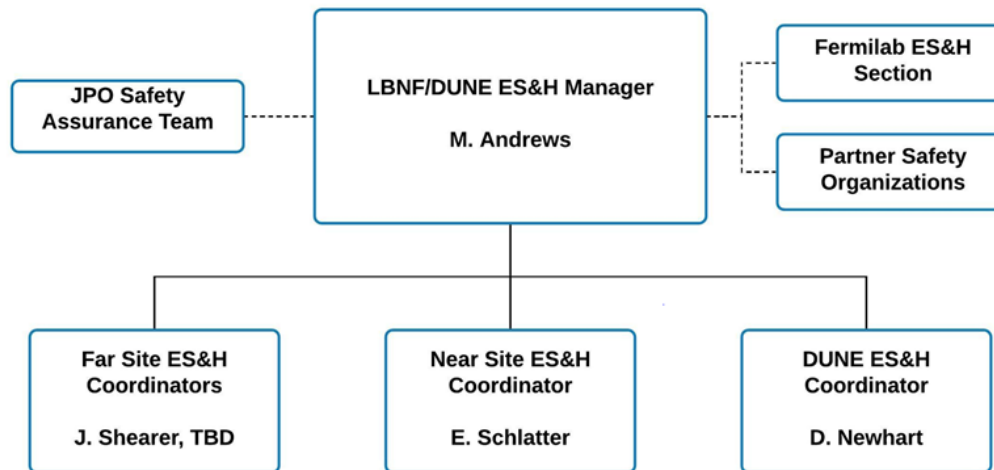 Fermilab ES&H
Section
JPO Safety
Assurance Team
LBNF/DUNE ES&H Manager
M. Andrews
Partner Safety
Organizations
Far Site ES&H
Coordinators
J. Shearer, TBD
Near Site ES&H
Coordinator
E. Schlatter
DUNE ES&H
Coordinator
D. Newhart